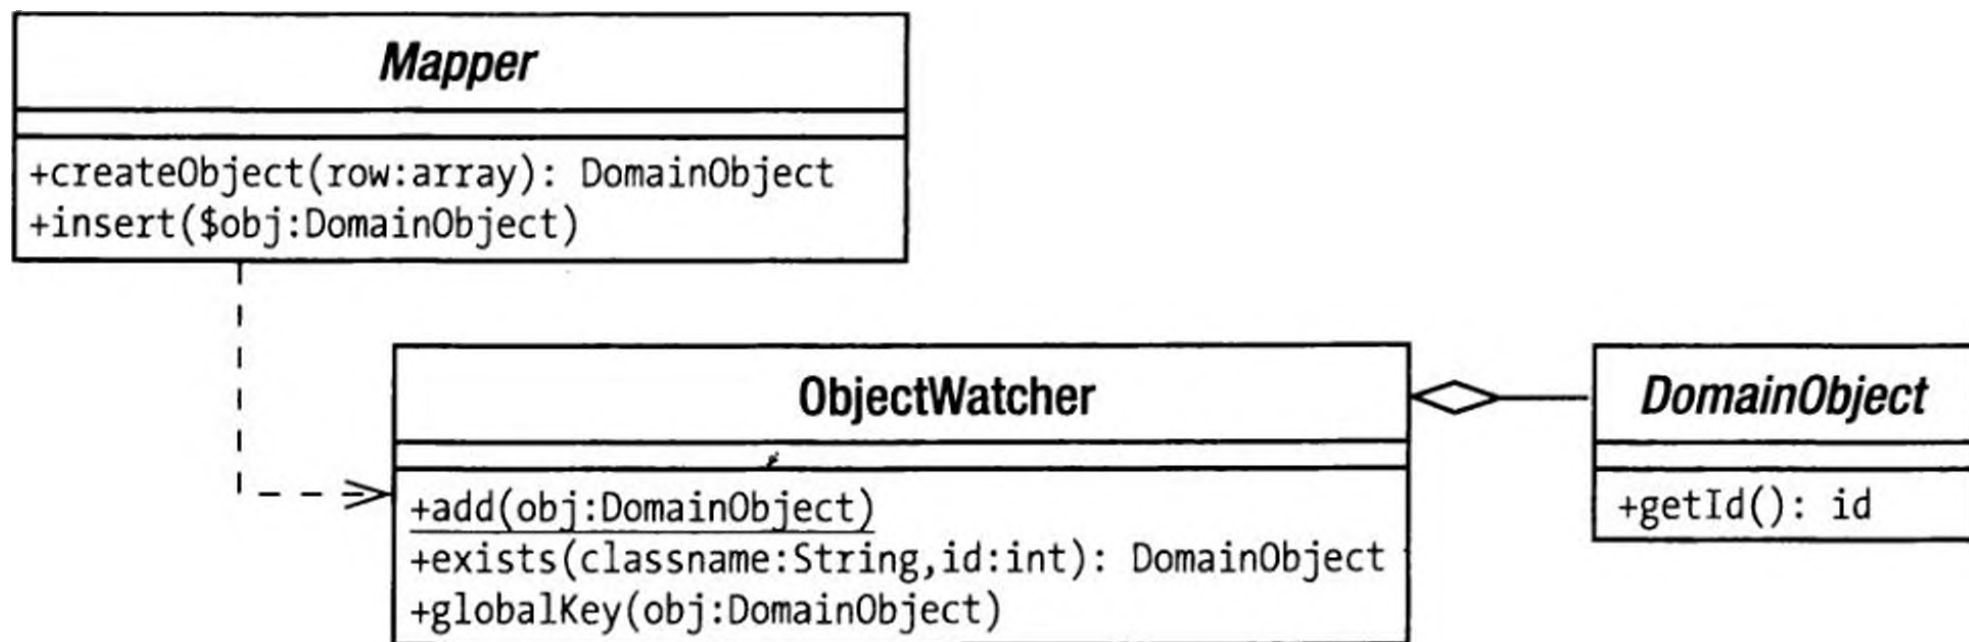 Mapper
+createObject(row:array): DomainObject
+insert($obj:DomainObject)
ObjectWatcher
+add(obj:DomainObject)
+exists(classname:String,id:int): DomainObject
+globalKey(obj:DomainObject)
DomainObject
+getId(): id